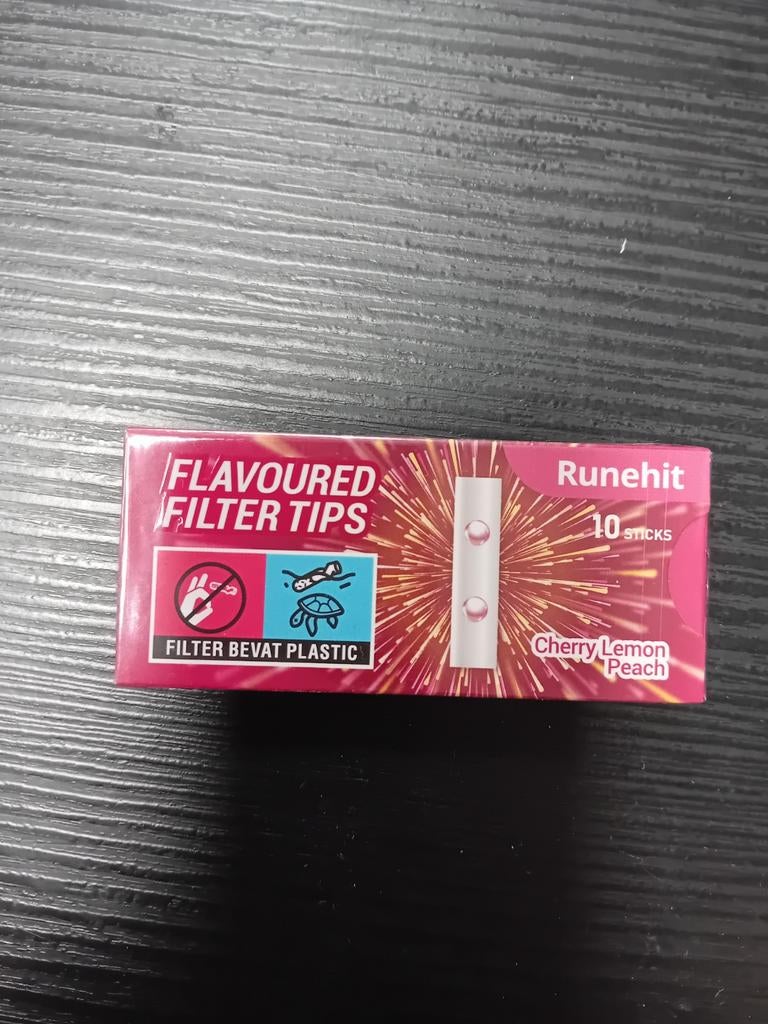 FLAVOURED
FILTER TIPS
Runehit
10 STICKS
FILTER BEVAT PLASTIC
Cherry Lemon
Peach